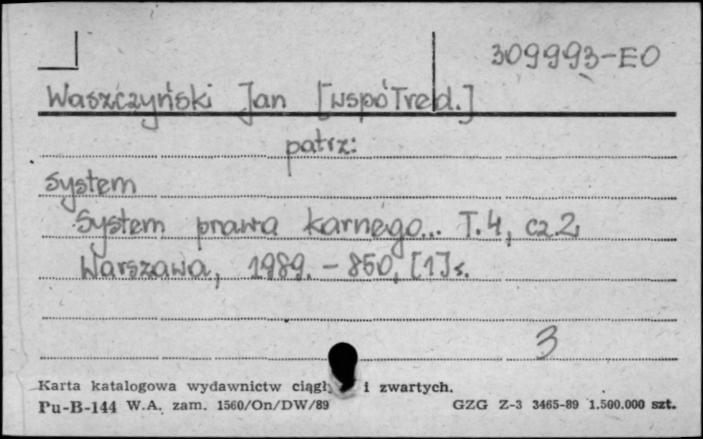 309993-EO
Waszczyński Jan [współred.]
patrz:
System
System prawa karnego... T.4, cz.2
Warszawa, 1989. - 850, [1] s.
3
Karta katalogowa wydawnictw ciągł i zwartych.
Pu-B-144 W.A. zam. 1560/On/DW/89 GZG Z-3 3465-89 1.500.000 szt.